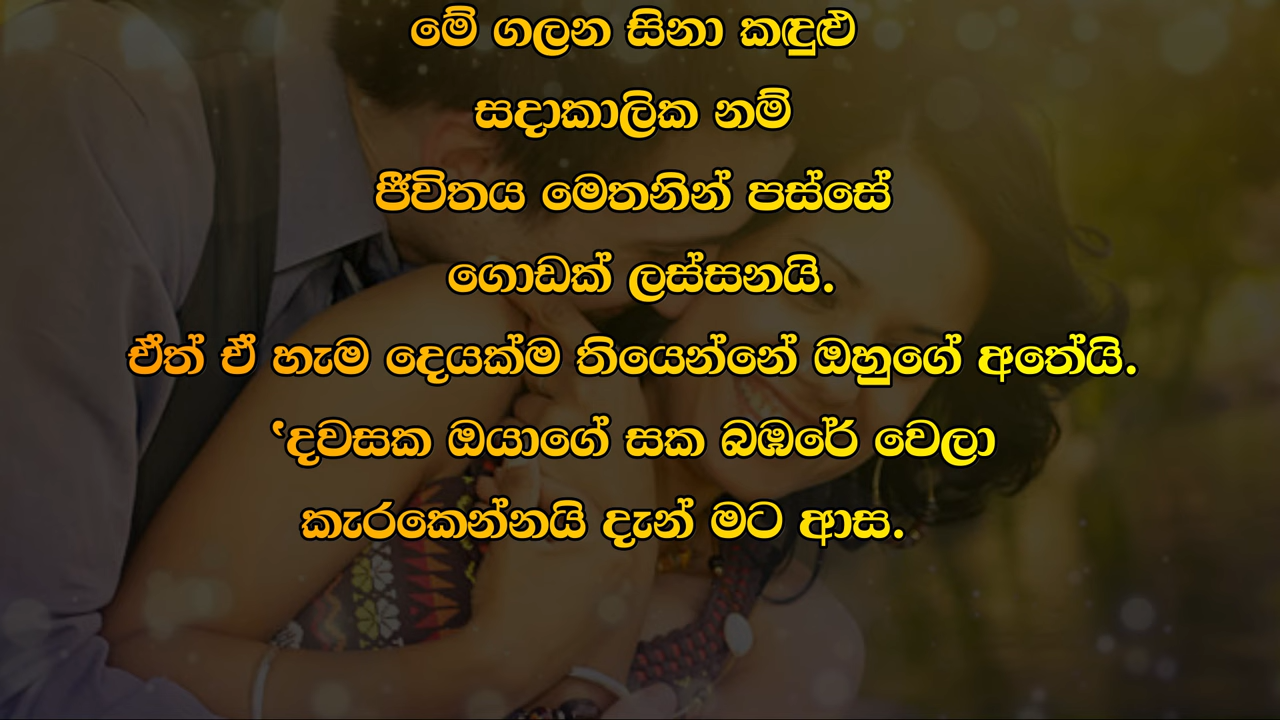 මේ ගලන සිනා කඳුළු
සදාකාලික නම්
ජීවිතය මෙතනින් පස්සේ
ගොඩක් ලස්සනයි.
ඒත් ඒ හැම දෙයක්ම තියෙන්නේ ඔහුගේ අතේයි.
‘දවසක ඔයාගේ සක බඹරේ වෙලා
කැරකෙන්නයි දැන් මට ආස.